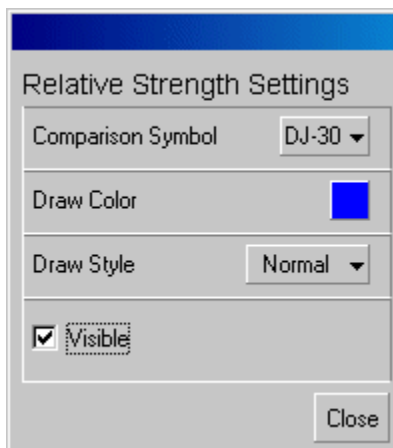 Relative Strength Settings
Comparison Symbol DJ-30
Draw Color
Draw Style Normal
Visible
Close